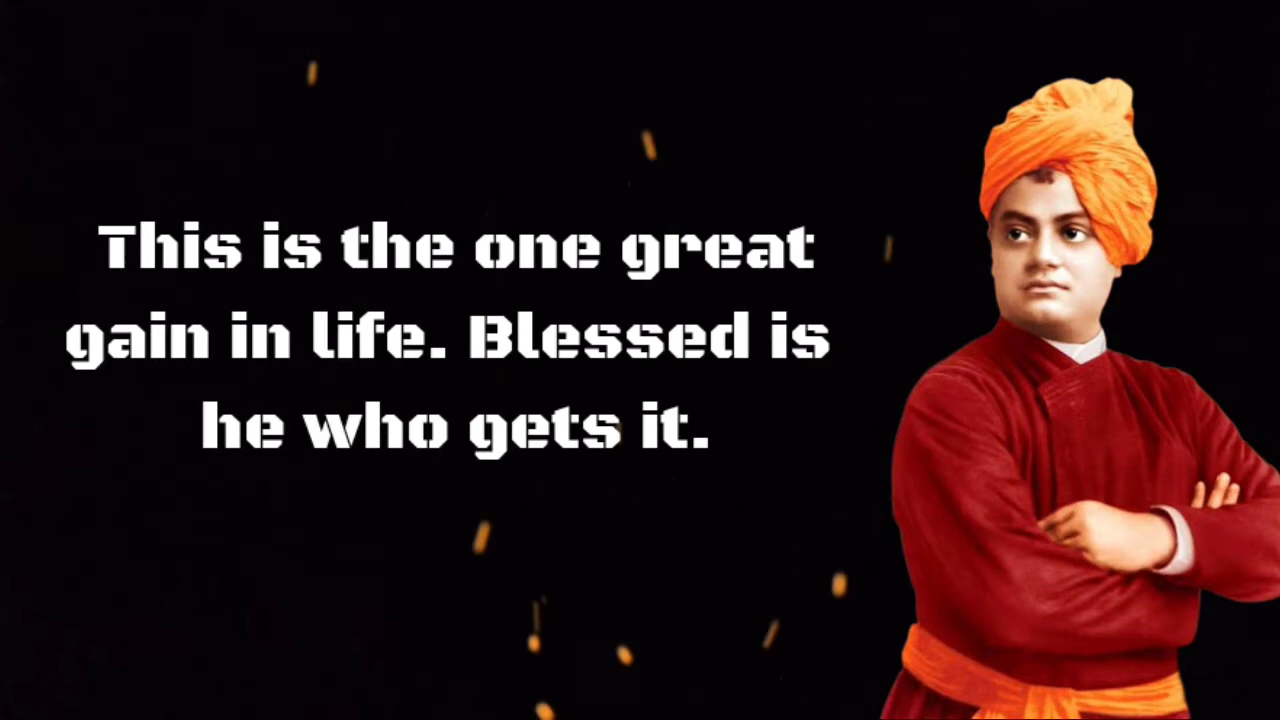 This is the one great
gain in life. Blessed is
he who gets it.